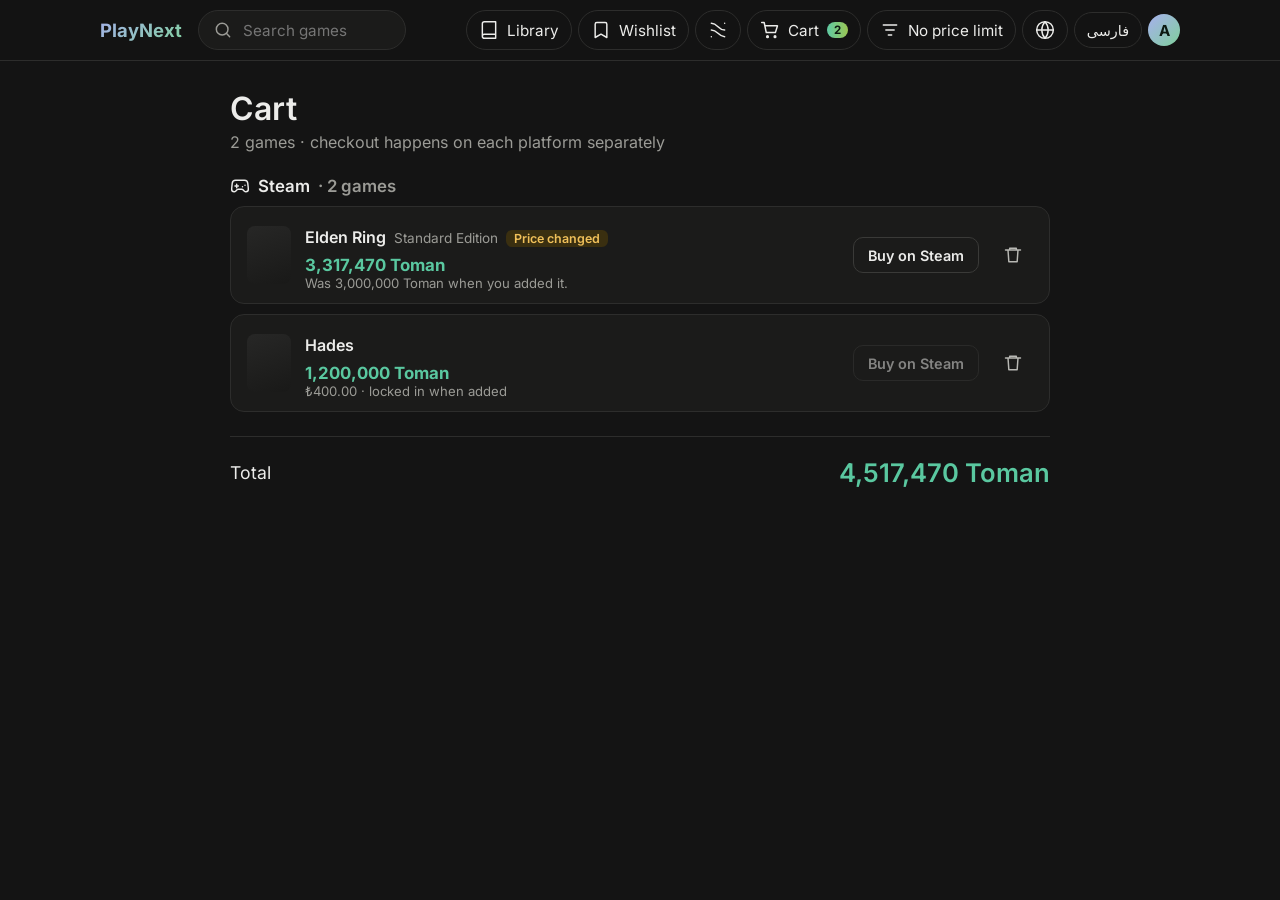 PlayNext
Search games
Library
Wishlist
Cart 2
No price limit
فارسی
A
Cart
2 games · checkout happens on each platform separately
Steam · 2 games
Elden Ring Standard Edition Price changed
3,317,470 Toman
Was 3,000,000 Toman when you added it.
Buy on Steam
Hades
1,200,000 Toman
₺400.00 · locked in when added
Buy on Steam
Total
4,517,470 Toman